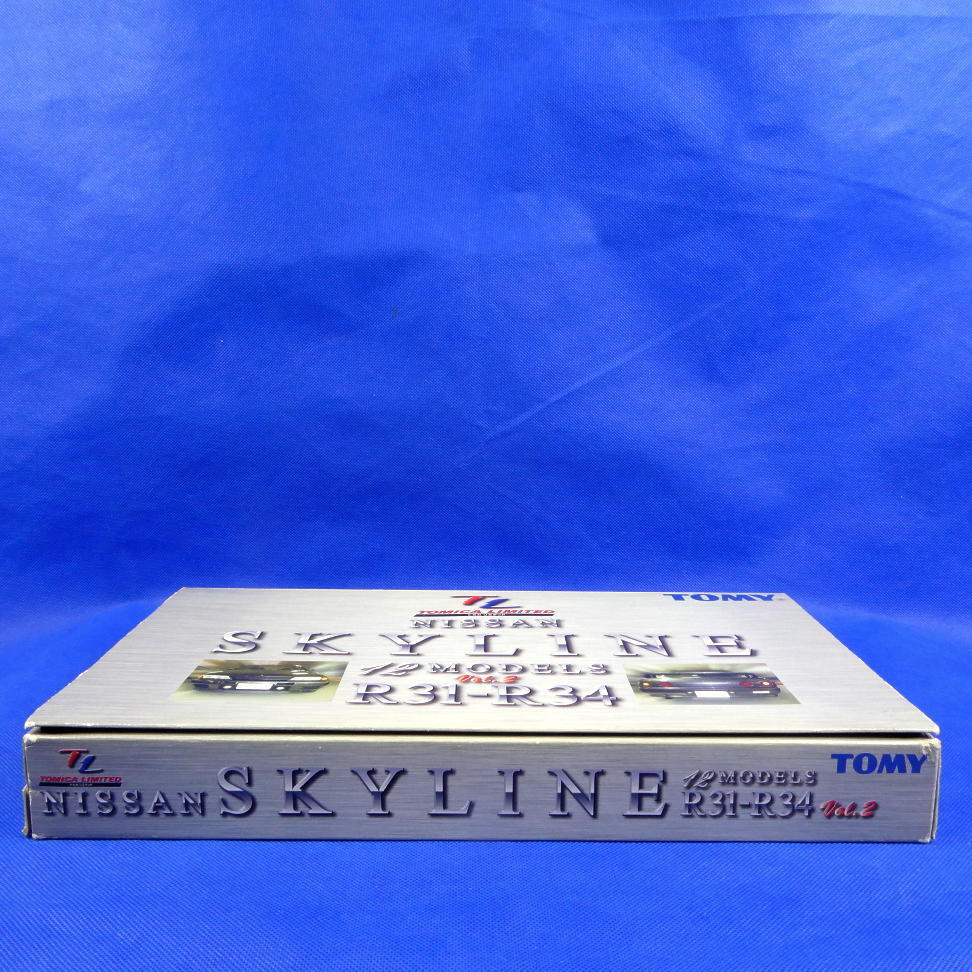 TL
TOMICA LIMITED
TOMY
NISSAN
SKYLINE
12 MODELS
Vol.2
R31-R34
TL
TOMICA LIMITED
NISSAN SKYLINE 12 MODELS
R31-R34 Vol.2
TOMY